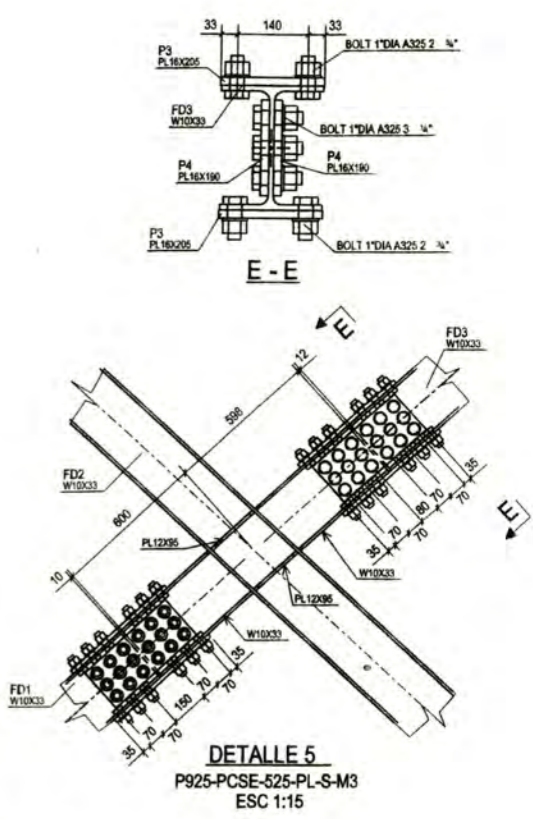 33 140 33
P3
PL16X205
BOLT 1"DIA A325 2 ¾"
FD3
W10X33
BOLT 1"DIA A325 3 ¼"
P4
PL16X190
P4
PL16X190
P3
PL16X205
BOLT 1"DIA A325 2 ¾"
E - E
E
12
FD3
W10X33
598
FD2
W10X33
600
35
70
70
80
70
70
35
E
PL12X95
W10X33
PL12X95
10
W10X33
FD1
W10X33
35
70
70
150
70
70
35
DETALLE 5
P925-PCSE-525-PL-S-M3
ESC 1:15